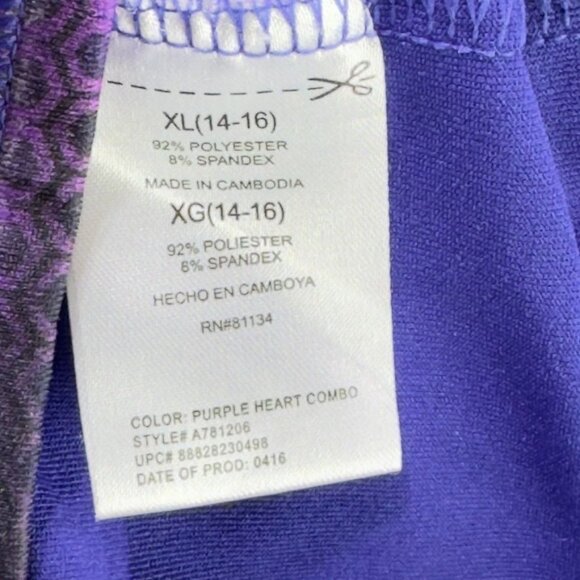 XL(14-16)
92% POLYESTER
8% SPANDEX
MADE IN CAMBODIA
XG(14-16)
92% POLIESTER
8% SPANDEX
HECHO EN CAMBOYA
RN#81134
COLOR: PURPLE HEART COMBO
STYLE# A781206
UPC# 88828230498
DATE OF PROD: 0416